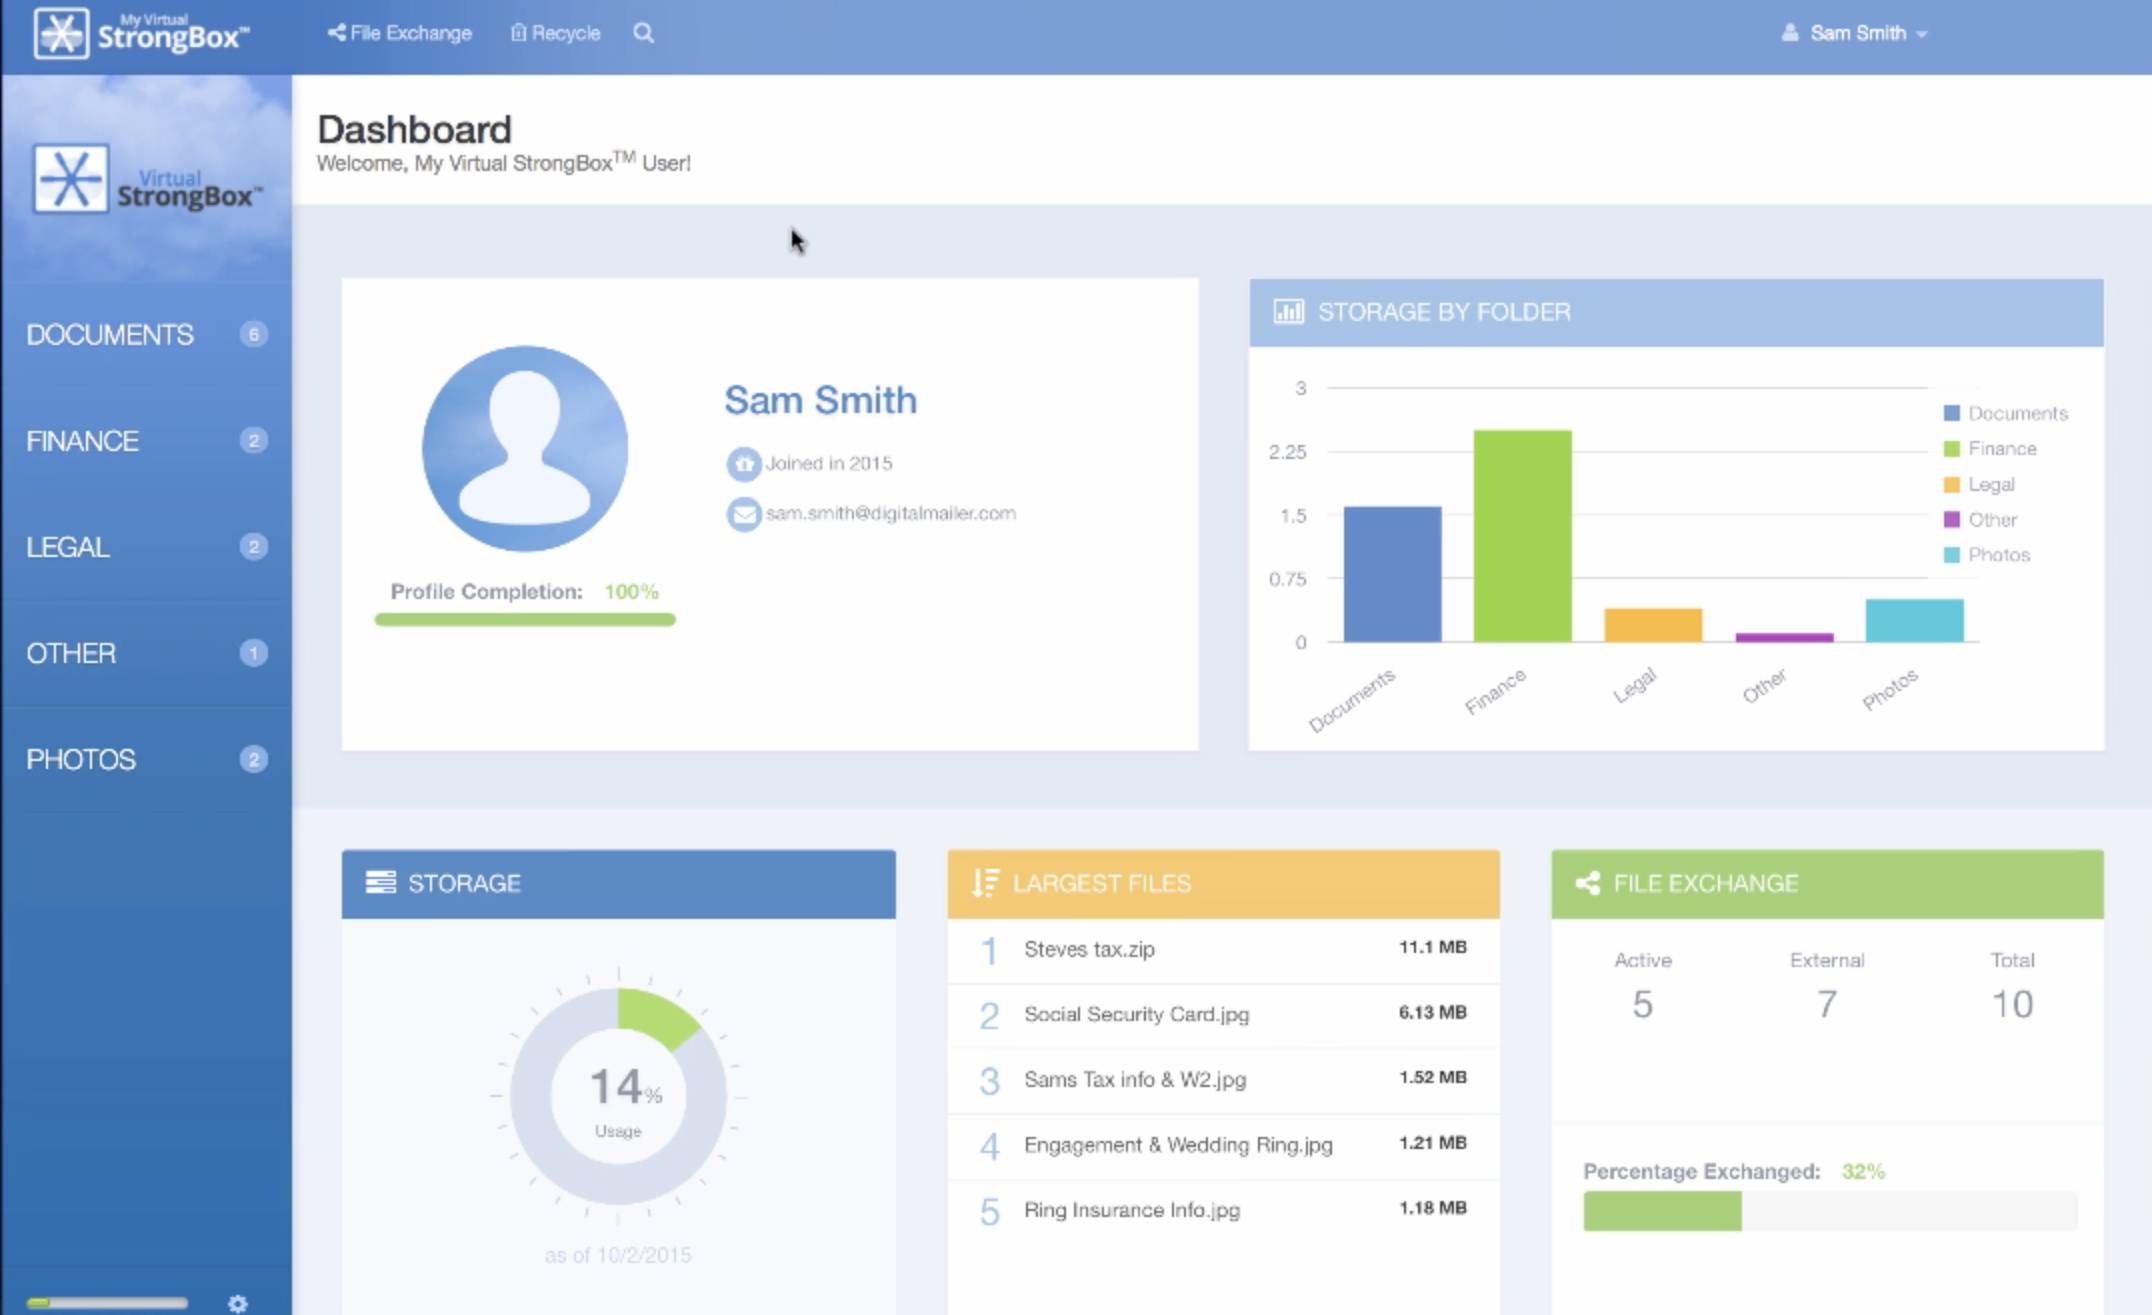 My Virtual
StrongBox™
File Exchange
Recycle
Sam Smith
Virtual
StrongBox™
DOCUMENTS 6
FINANCE 2
LEGAL 2
OTHER 1
PHOTOS 2
Dashboard
Welcome, My Virtual StrongBox™ User!
Sam Smith
Joined in 2015
sam.smith@digitalmailer.com
Profile Completion: 100%
STORAGE BY FOLDER
3
2.25
1.5
0.75
0
Documents
Finance
Legal
Other
Photos
Documents
Finance
Legal
Other
Photos
STORAGE
14%
Usage
as of 10/2/2015
LARGEST FILES
1 Steves tax.zip 11.1 MB
2 Social Security Card.jpg 6.13 MB
3 Sams Tax info & W2.jpg 1.52 MB
4 Engagement & Wedding Ring.jpg 1.21 MB
5 Ring Insurance Info.jpg 1.18 MB
FILE EXCHANGE
Active External Total
5 7 10
Percentage Exchanged: 32%